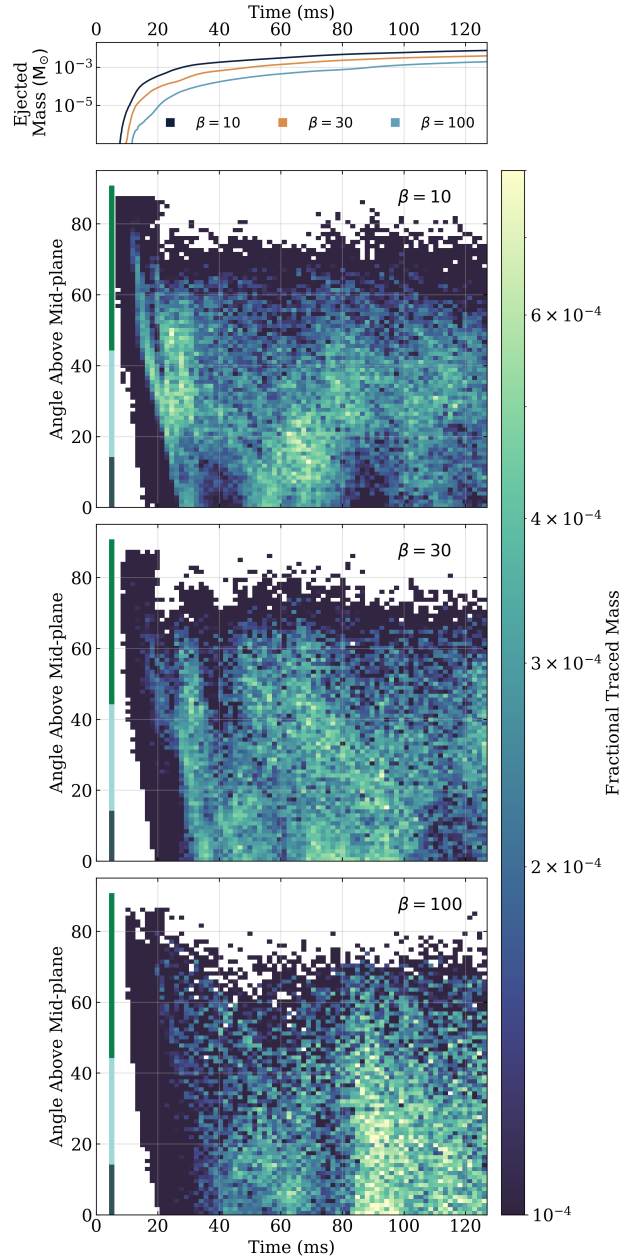 Time (ms)
0 20 40 60 80 100 120
Ejected
Mass (M⊙)
10⁻³
10⁻⁵
β = 10 β = 30 β = 100
β = 10
Angle Above Mid-plane
80
60
40
20
0
β = 30
Angle Above Mid-plane
80
60
40
20
0
β = 100
Angle Above Mid-plane
80
60
40
20
0
0 20 40 60 80 100 120
Time (ms)
6 × 10⁻⁴
4 × 10⁻⁴
3 × 10⁻⁴
2 × 10⁻⁴
10⁻⁴
Fractional Traced Mass